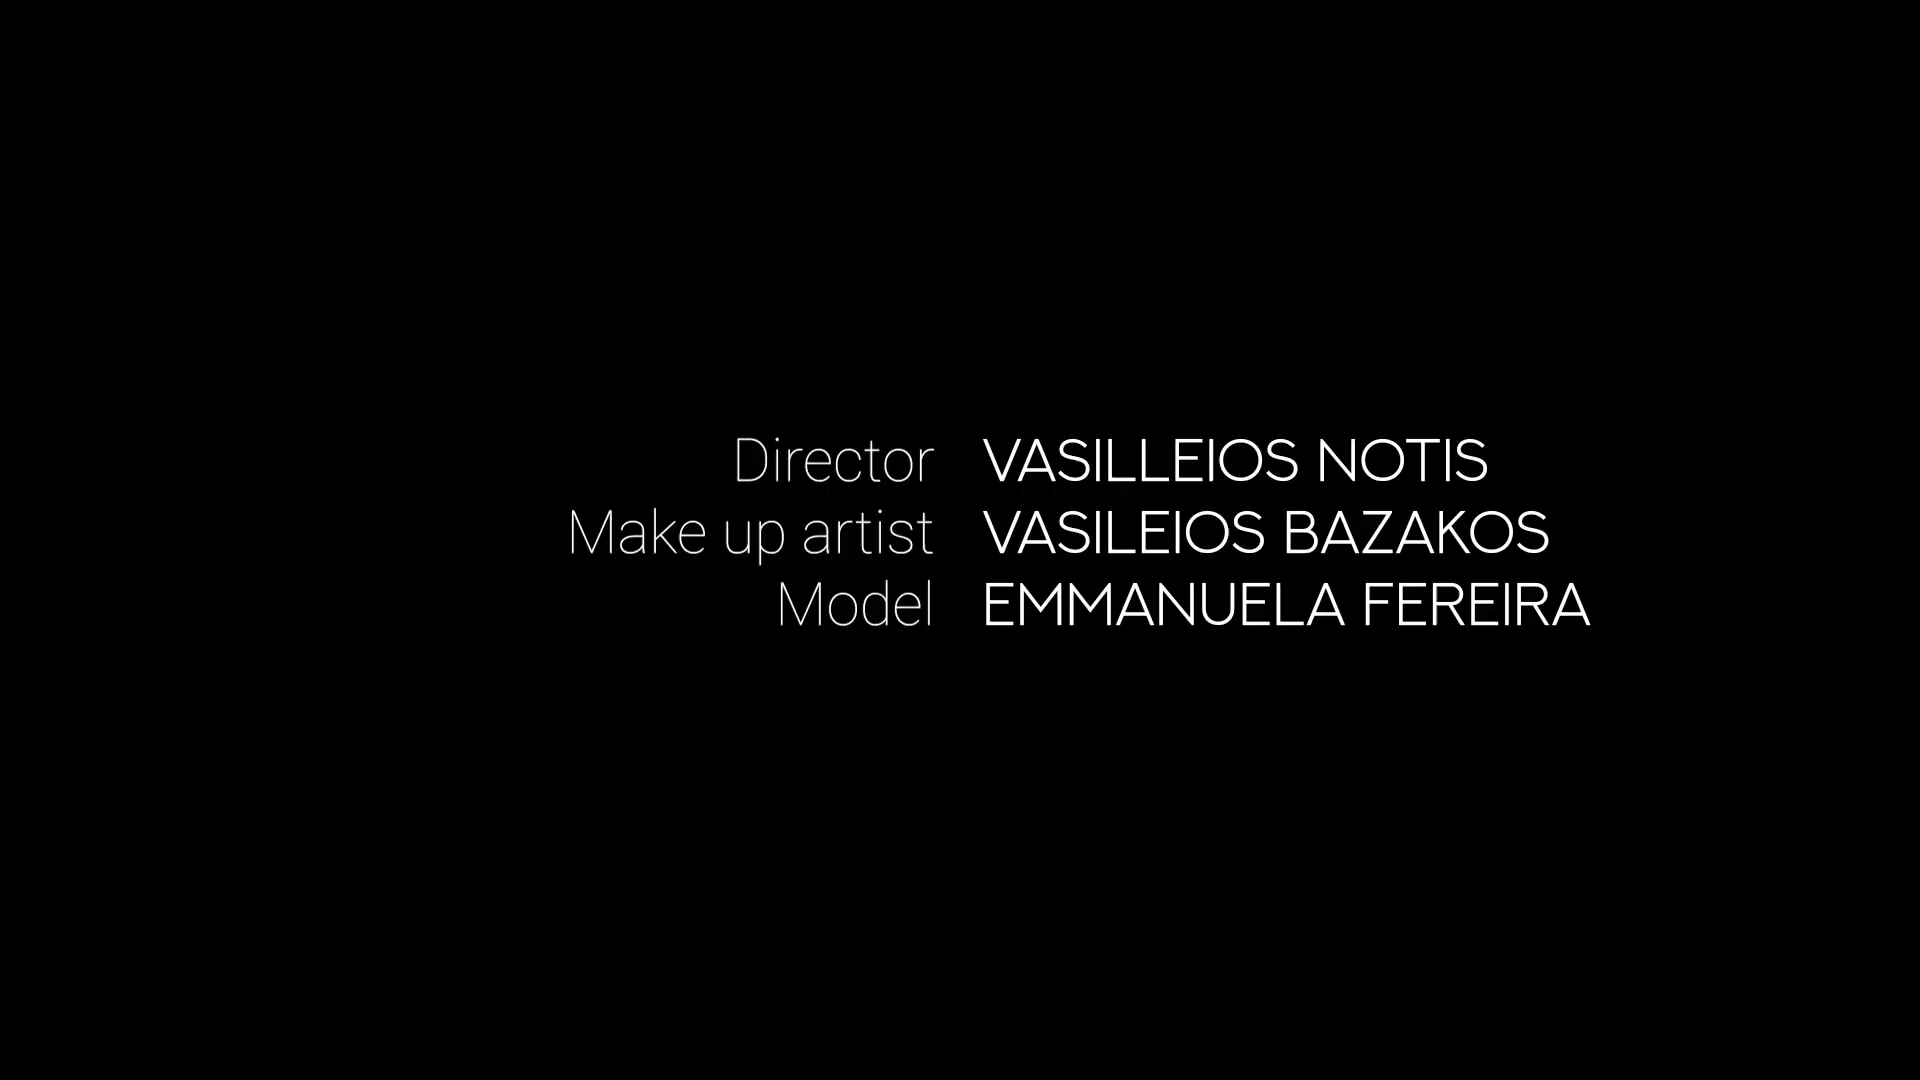 Director VASILLEIOS NOTIS
Make up artist VASILEIOS BAZAKOS
Model EMMANUELA FEREIRA